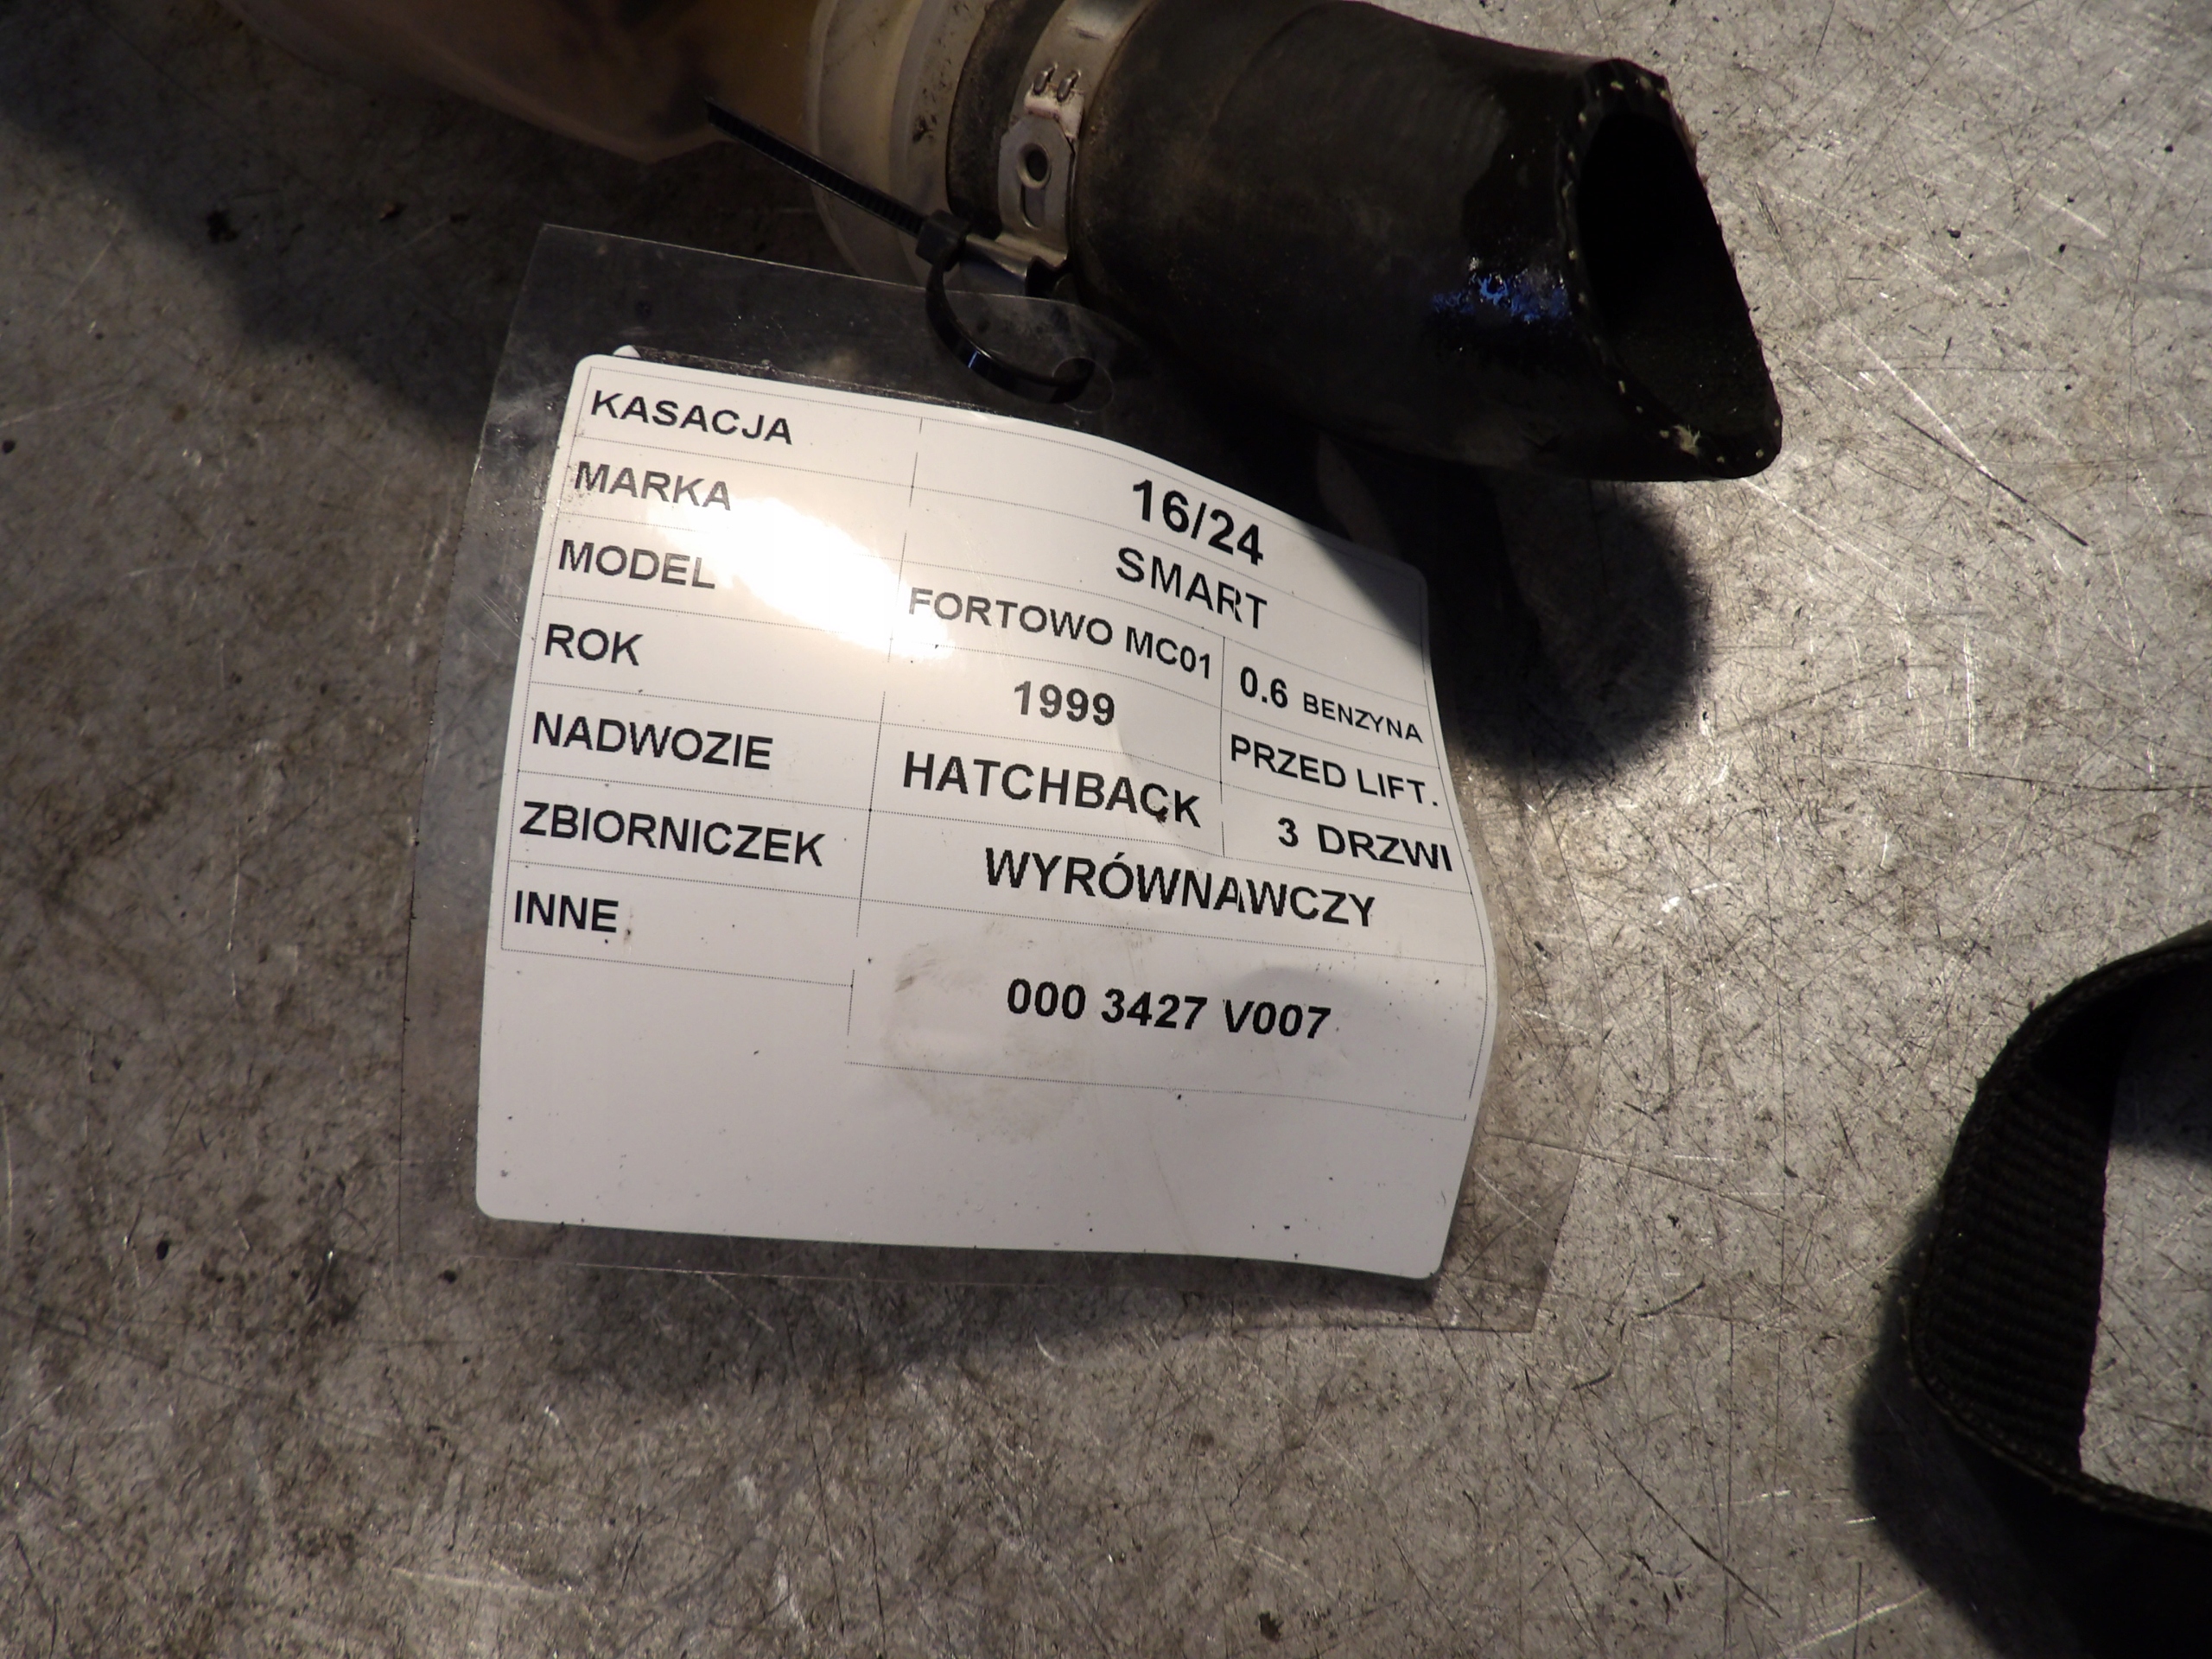 KASACJA 16/24
MARKA SMART
MODEL FORTOWO MC01 0.6 BENZYNA
ROK 1999 PRZED LIFT.
NADWOZIE HATCHBACK 3 DRZWI
ZBIORNICZEK WYRÓWNAWCZY
INNE 000 3427 V007